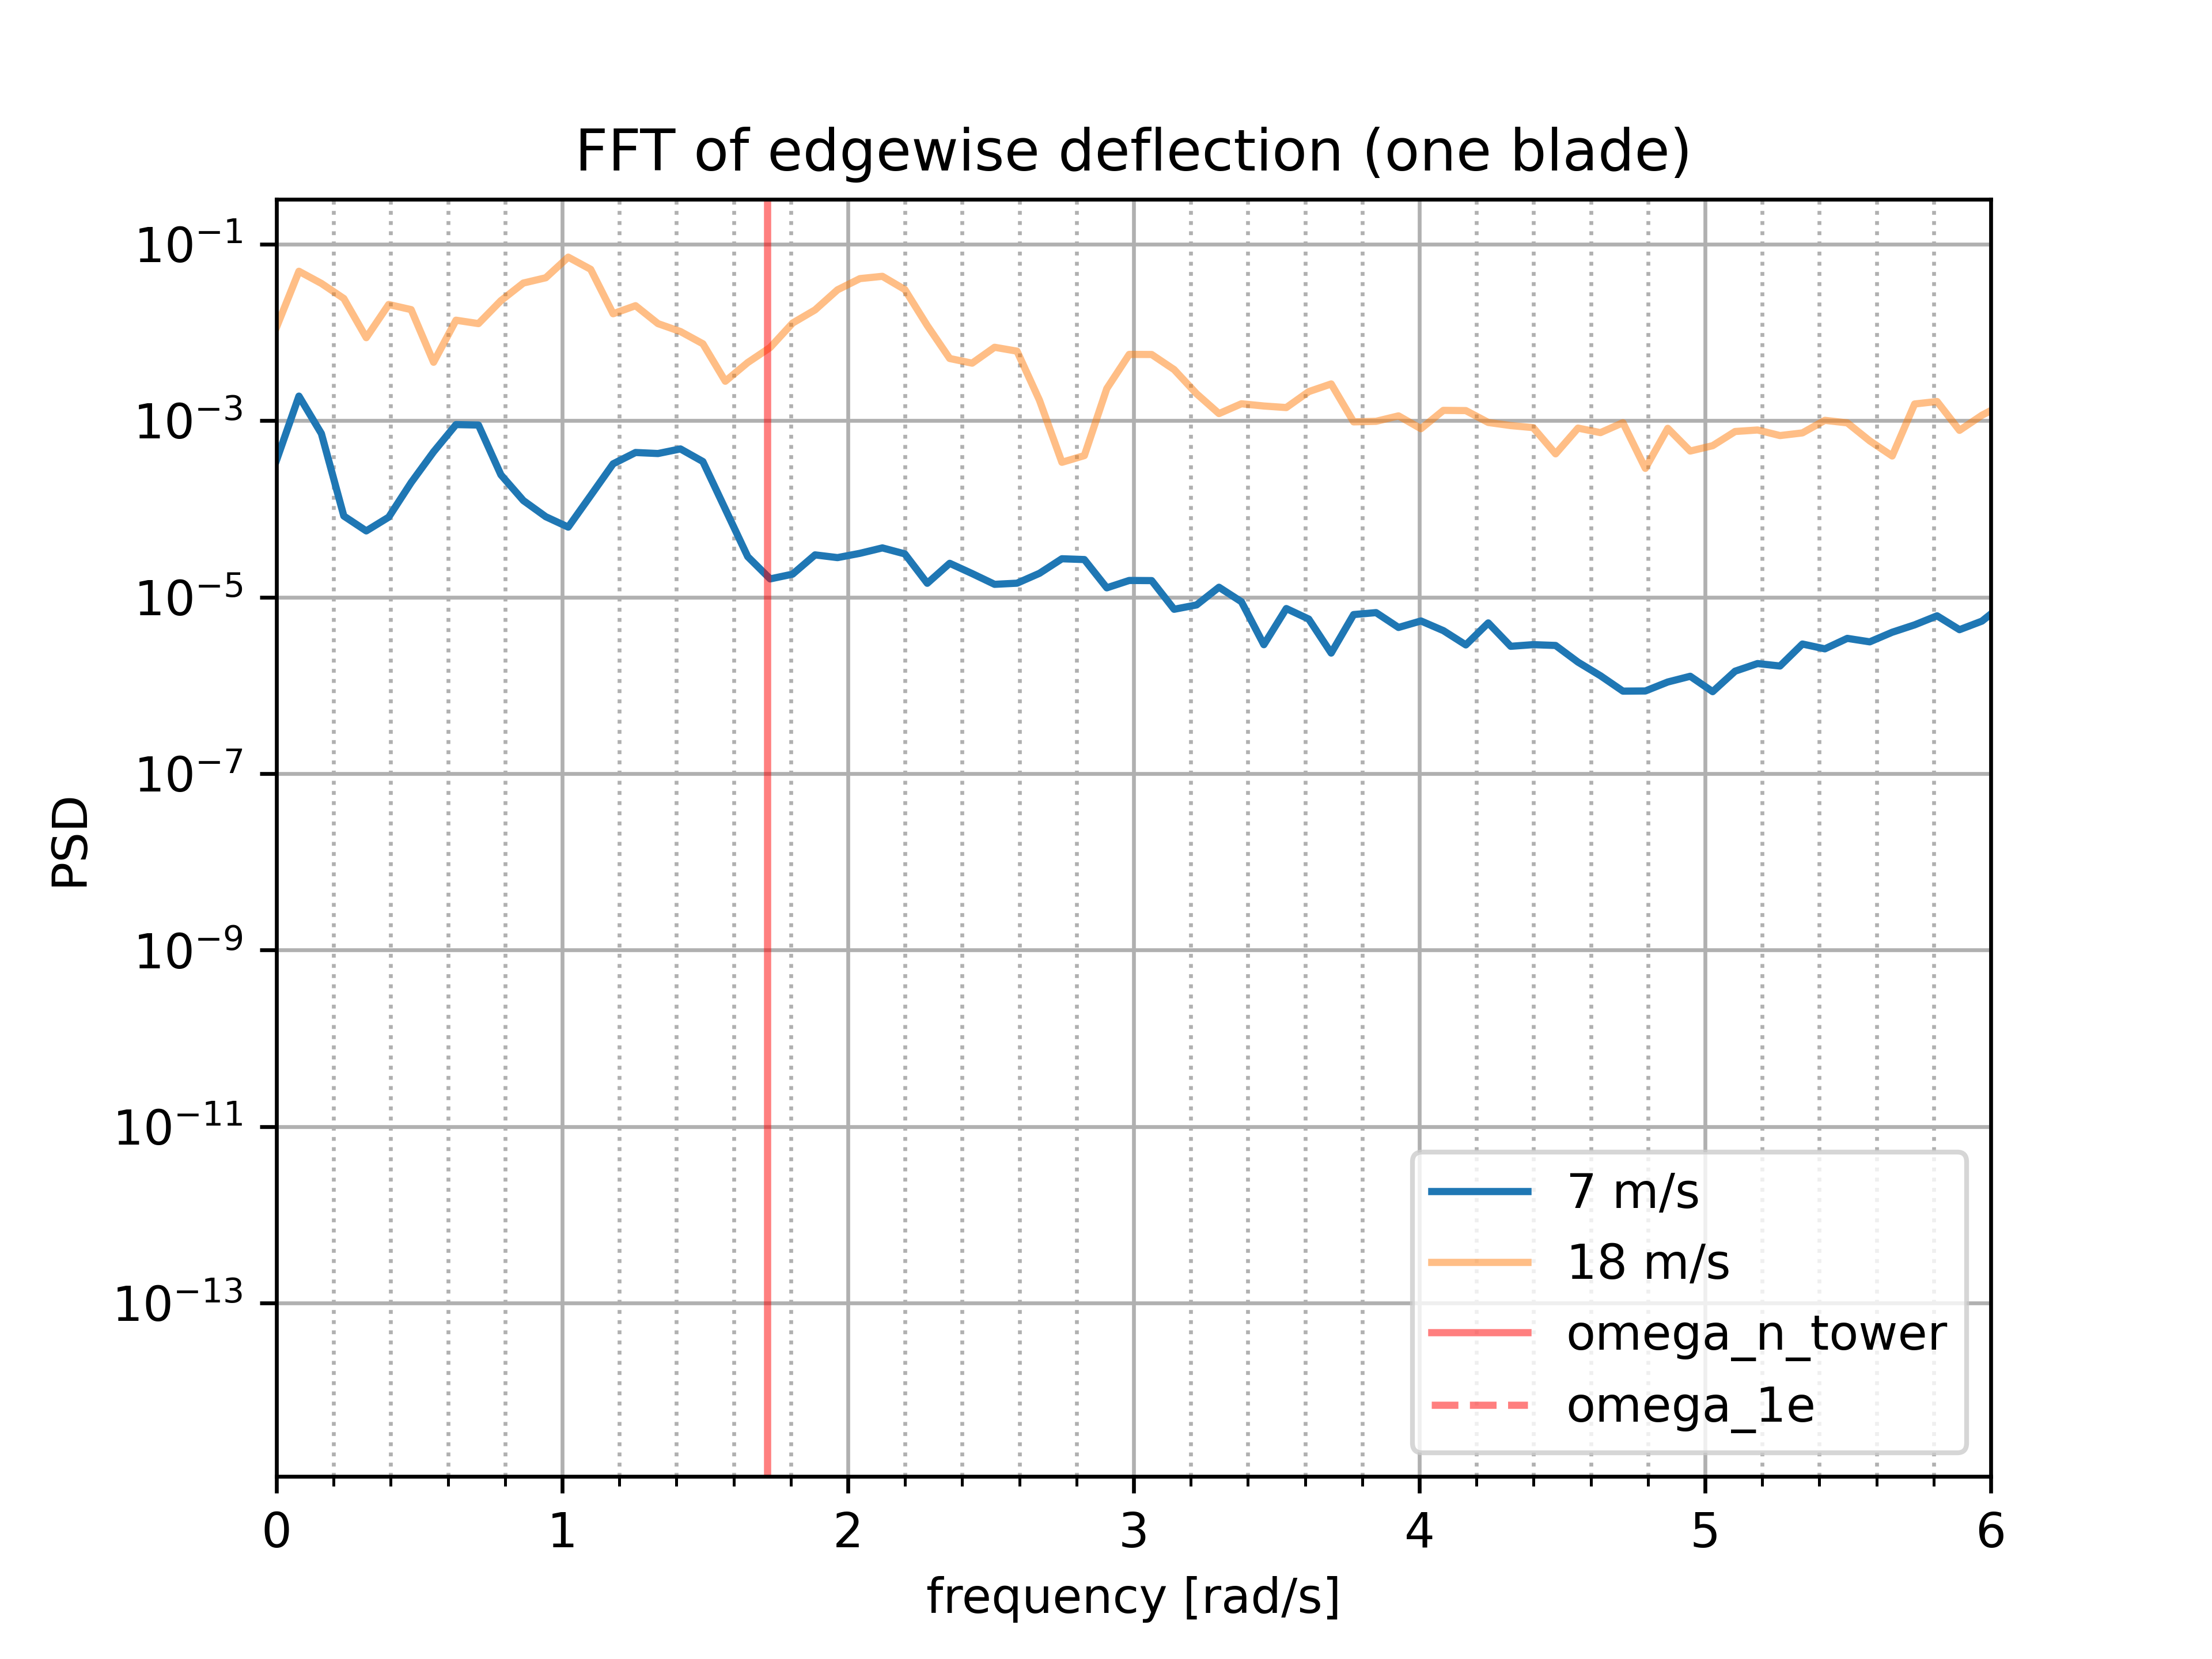 FFT of edgewise deflection (one blade)
10⁻¹
10⁻³
10⁻⁵
10⁻⁷
10⁻⁹
10⁻¹¹
10⁻¹³
PSD
7 m/s
18 m/s
omega_n_tower
omega_1e
0 1 2 3 4 5 6
frequency [rad/s]